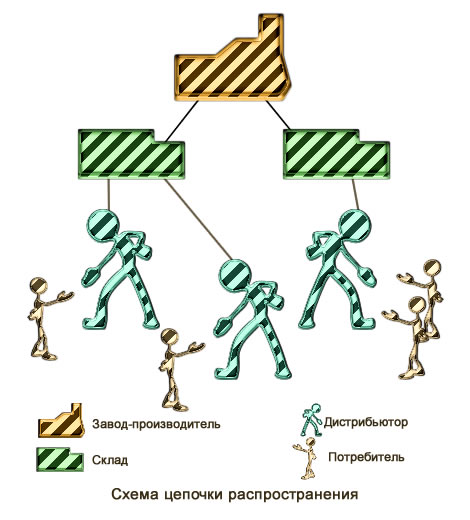 Завод-производитель
Дистрибьютор
Склад
Потребитель
Схема цепочки распространения